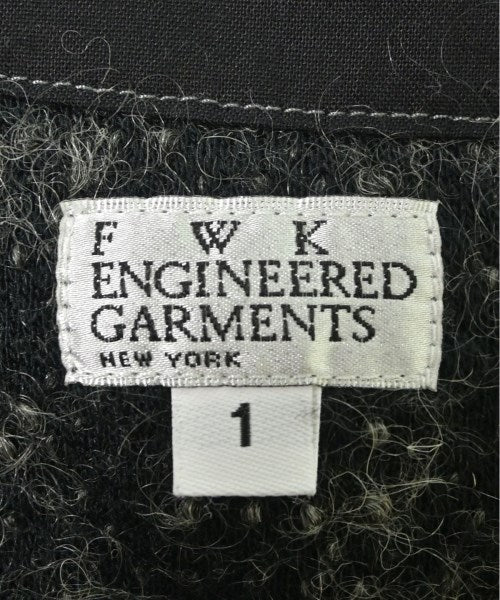 F W K
ENGINEERED
GARMENTS
NEW YORK
1